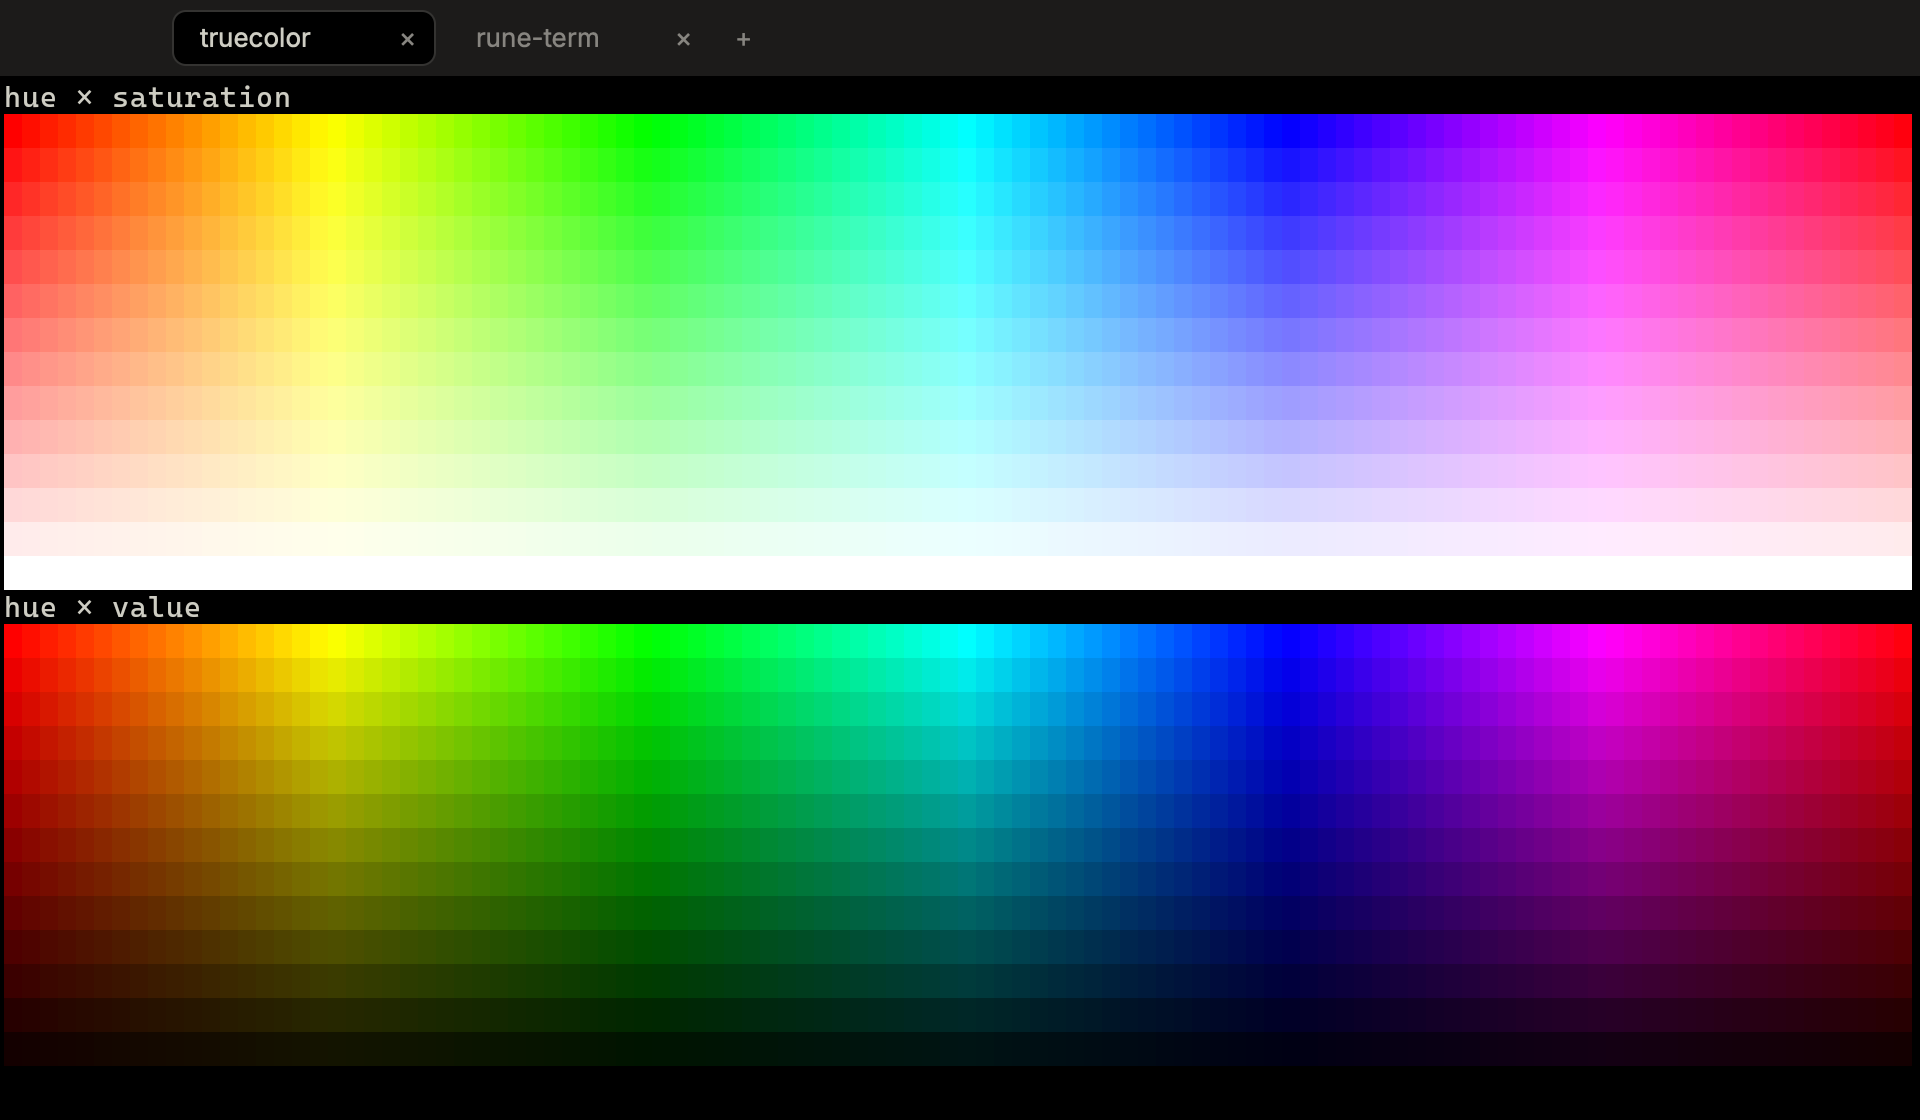 truecolor × rune-term × +
hue × saturation
hue × value